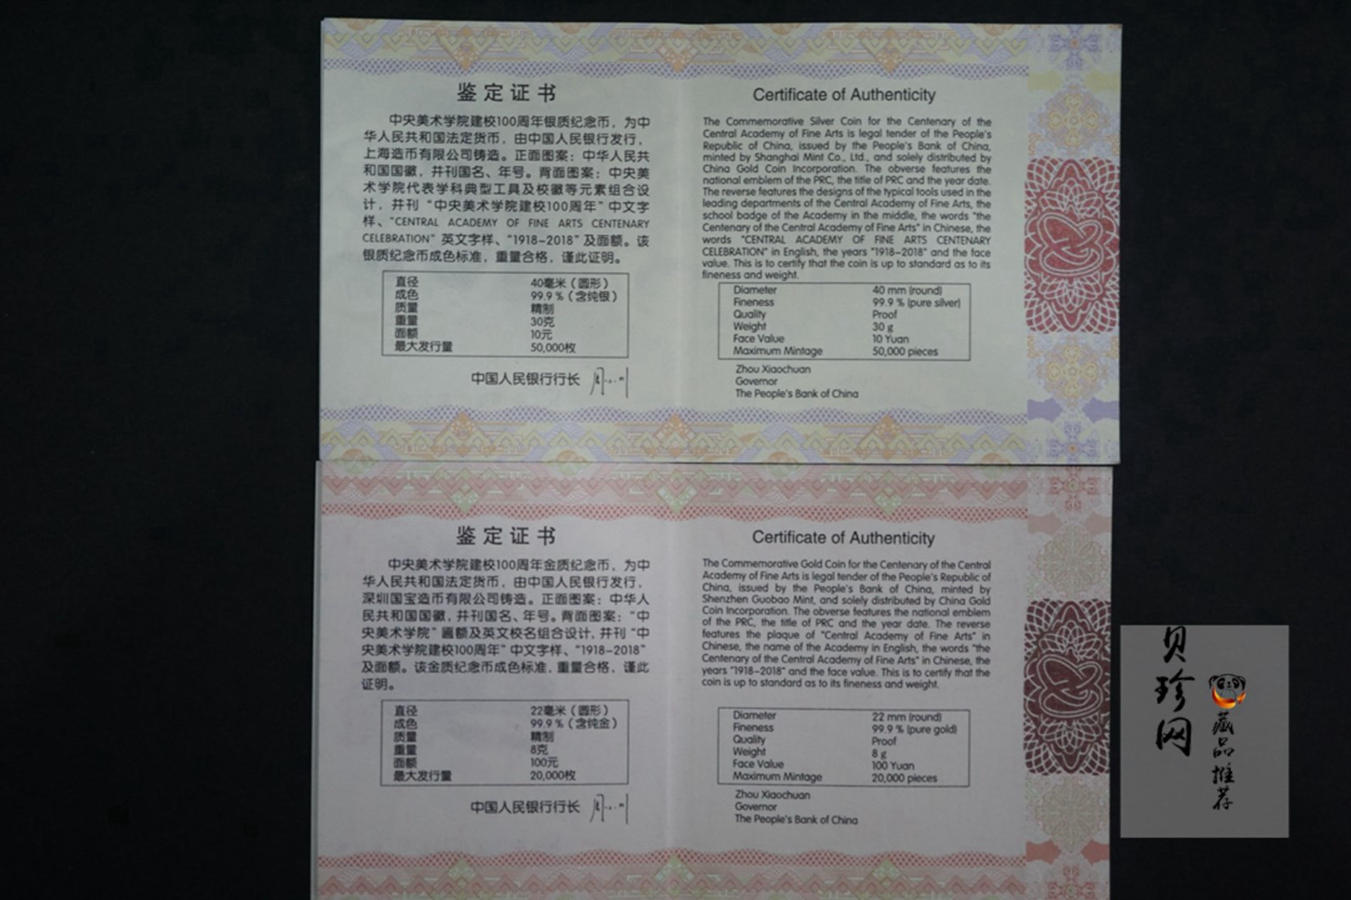 鉴定证书
中央美术学院建校100周年银质纪念币，为中
华人民共和国法定货币，由中国人民银行发行，
上海造币有限公司铸造。正面图案：中华人民共
和国国徽，并刊国名、年号。背面图案：中央美
术学院代表学科典型工具及校徽等元素组合设
计，并刊“中央美术学院建校100周年”中文字
样、“CENTRAL ACADEMY OF FINE ARTS CENTENARY
CELEBRATION”英文字样、“1918-2018”及面额。该
银质纪念币成色标准，重量合格，谨此证明。
直径 40毫米（圆形）
成色 99.9％（含纯银）
质量 精制
重量 30克
面额 10元
最大发行量 50,000枚
中国人民银行行长
Certificate of Authenticity
The Commemorative Silver Coin for the Centenary of the
Central Academy of Fine Arts is legal tender of the People's
Republic of China, issued by the People's Bank of China,
minted by Shanghai Mint Co., Ltd., and solely distributed by
China Gold Coin Incorporation. The obverse features the
national emblem of the PRC, the title of PRC and the year date.
The reverse features the designs of the typical tools used in the
leading departments of the Central Academy of Fine Arts, the
school badge of the Academy in the middle, the words "the
Centenary of the Central Academy of Fine Arts" in Chinese, the
words "CENTRAL ACADEMY OF FINE ARTS CENTENARY
CELEBRATION" in English, the years "1918-2018" and the face
value. This is to certify that the coin is up to standard as to its
fineness and weight.
Diameter 40 mm (round)
Fineness 99.9 % (pure silver)
Quality Proof
Weight 30 g
Face Value 10 Yuan
Maximum Mintage 50,000 pieces
Zhou Xiaochuan
Governor
The People's Bank of China
鉴定证书
中央美术学院建校100周年金质纪念币，为中
华人民共和国法定货币，由中国人民银行发行，
深圳国宝造币有限公司铸造。正面图案：中华人
民共和国国徽，并刊国名、年号。背面图案：“中
央美术学院”匾额及英文校名组合设计，并刊“中
央美术学院建校100周年”中文字样、“1918-2018”
及面额。该金质纪念币成色标准，重量合格，谨此
证明。
直径 22毫米（圆形）
成色 99.9％（含纯金）
质量 精制
重量 8克
面额 100元
最大发行量 20,000枚
中国人民银行行长
Certificate of Authenticity
The Commemorative Gold Coin for the Centenary of the Central
Academy of Fine Arts is legal tender of the People's Republic of
China, issued by the People's Bank of China, minted by
Shenzhen Guobao Mint, and solely distributed by China Gold
Coin Incorporation. The obverse features the national emblem
of the PRC, the title of PRC and the year date. The reverse
features the plaque of "Central Academy of Fine Arts" in
Chinese, the name of the Academy in English, the words "the
Centenary of the Central Academy of Fine Arts" in Chinese, the
years "1918-2018" and the face value. This is to certify that the
coin is up to standard as to its fineness and weight.
Diameter 22 mm (round)
Fineness 99.9 % (pure gold)
Quality Proof
Weight 8 g
Face Value 100 Yuan
Maximum Mintage 20,000 pieces
Zhou Xiaochuan
Governor
The People's Bank of China
贝珍网
藏品推荐